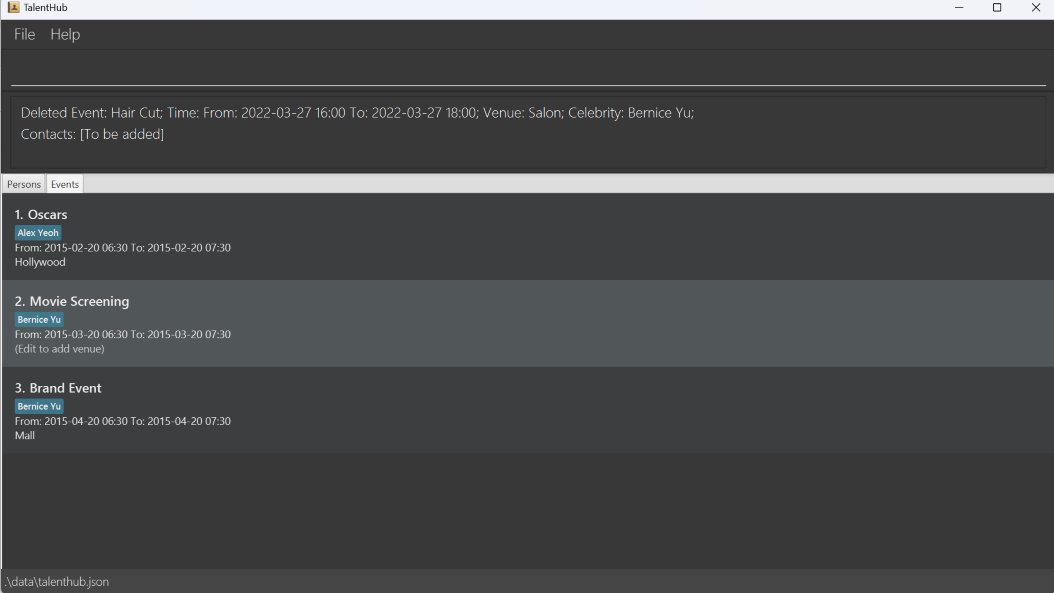 TalentHub
File Help
Deleted Event: Hair Cut; Time: From: 2022-03-27 16:00 To: 2022-03-27 18:00; Venue: Salon; Celebrity: Bernice Yu;
Contacts: [To be added]
Persons Events
1. Oscars
Alex Yeoh
From: 2015-02-20 06:30 To: 2015-02-20 07:30
Hollywood
2. Movie Screening
Bernice Yu
From: 2015-03-20 06:30 To: 2015-03-20 07:30
(Edit to add venue)
3. Brand Event
Bernice Yu
From: 2015-04-20 06:30 To: 2015-04-20 07:30
Mall
.\data\talenthub.json